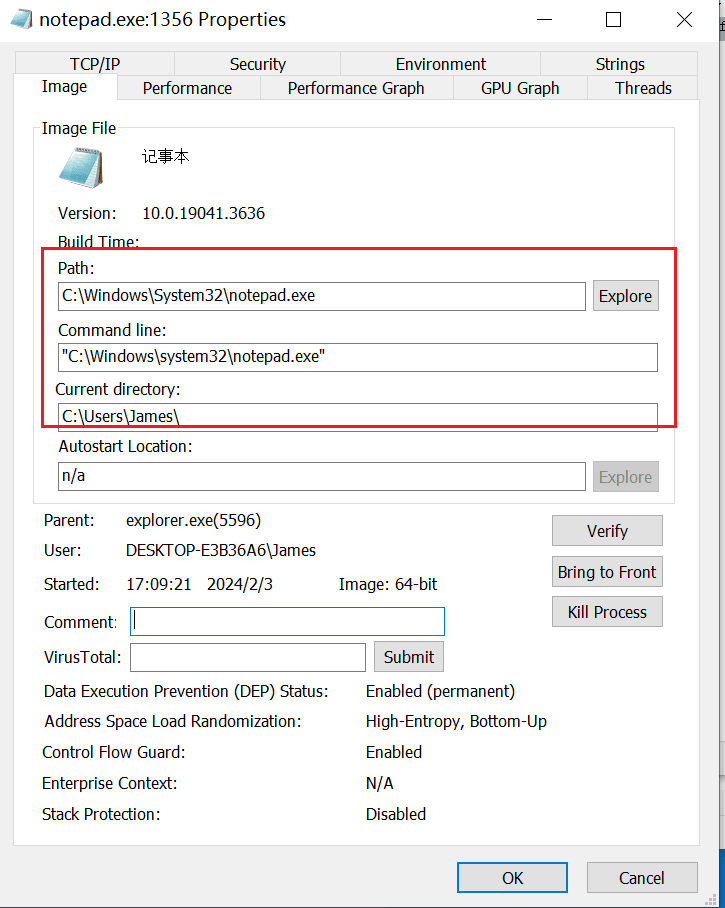 notepad.exe:1356 Properties
TCP/IP Security Environment Strings
Image Performance Performance Graph GPU Graph Threads
Image File
记事本
Version: 10.0.19041.3636
Build Time:
Path:
C:\Windows\System32\notepad.exe Explore
Command line:
"C:\Windows\system32\notepad.exe"
Current directory:
C:\Users\James\
Autostart Location:
n/a Explore
Parent: explorer.exe(5596)
User: DESKTOP-E3B36A6\James
Verify
Started: 17:09:21 2024/2/3 Image: 64-bit
Bring to Front
Comment:
Kill Process
VirusTotal: Submit
Data Execution Prevention (DEP) Status: Enabled (permanent)
Address Space Load Randomization: High-Entropy, Bottom-Up
Control Flow Guard: Enabled
Enterprise Context: N/A
Stack Protection: Disabled
OK Cancel